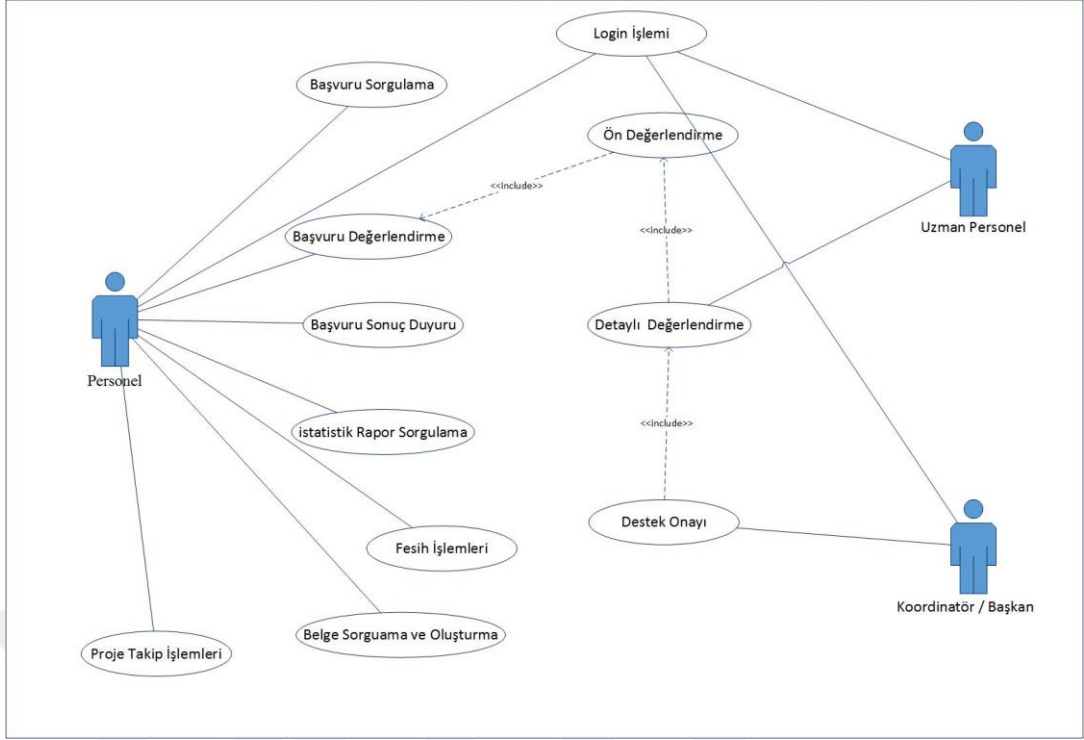 Login İşlemi
Başvuru Sorgulama
Ön Değerlendirme
<<include>>
Uzman Personel
Başvuru Değerlendirme
<<include>>
Başvuru Sonuç Duyuru
Detaylı Değerlendirme
Personel
<<include>>
istatistik Rapor Sorgulama
Destek Onayı
Fesih İşlemleri
Koordinatör / Başkan
Belge Sorguama ve Oluşturma
Proje Takip İşlemleri